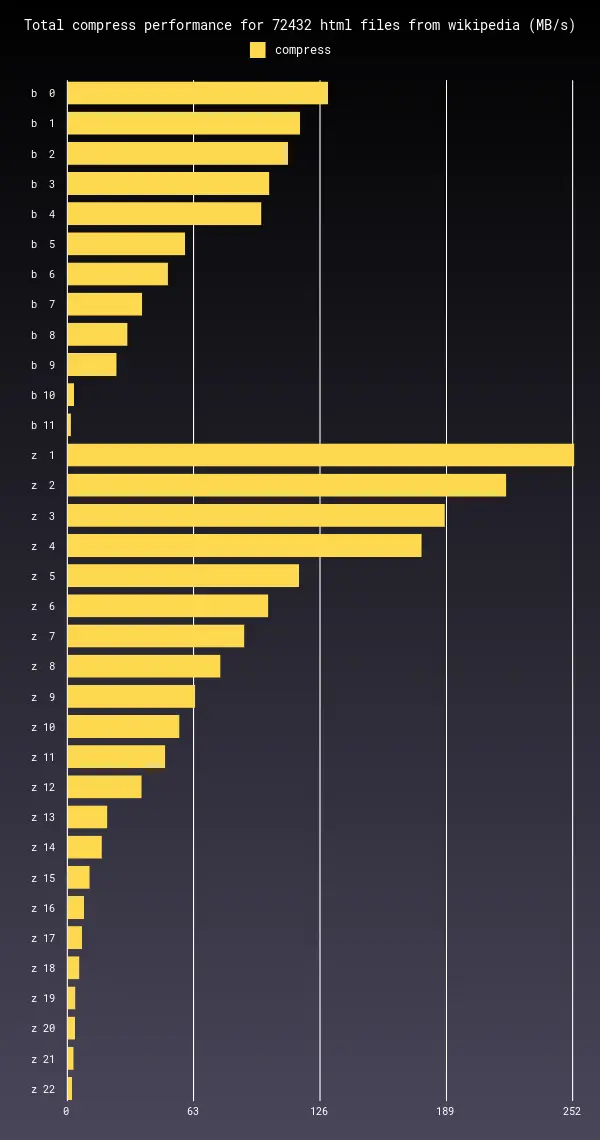 Total compress performance for 72432 html files from wikipedia (MB/s)
compress
b 0
b 1
b 2
b 3
b 4
b 5
b 6
b 7
b 8
b 9
b 10
b 11
z 1
z 2
z 3
z 4
z 5
z 6
z 7
z 8
z 9
z 10
z 11
z 12
z 13
z 14
z 15
z 16
z 17
z 18
z 19
z 20
z 21
z 22
0 63 126 189 252